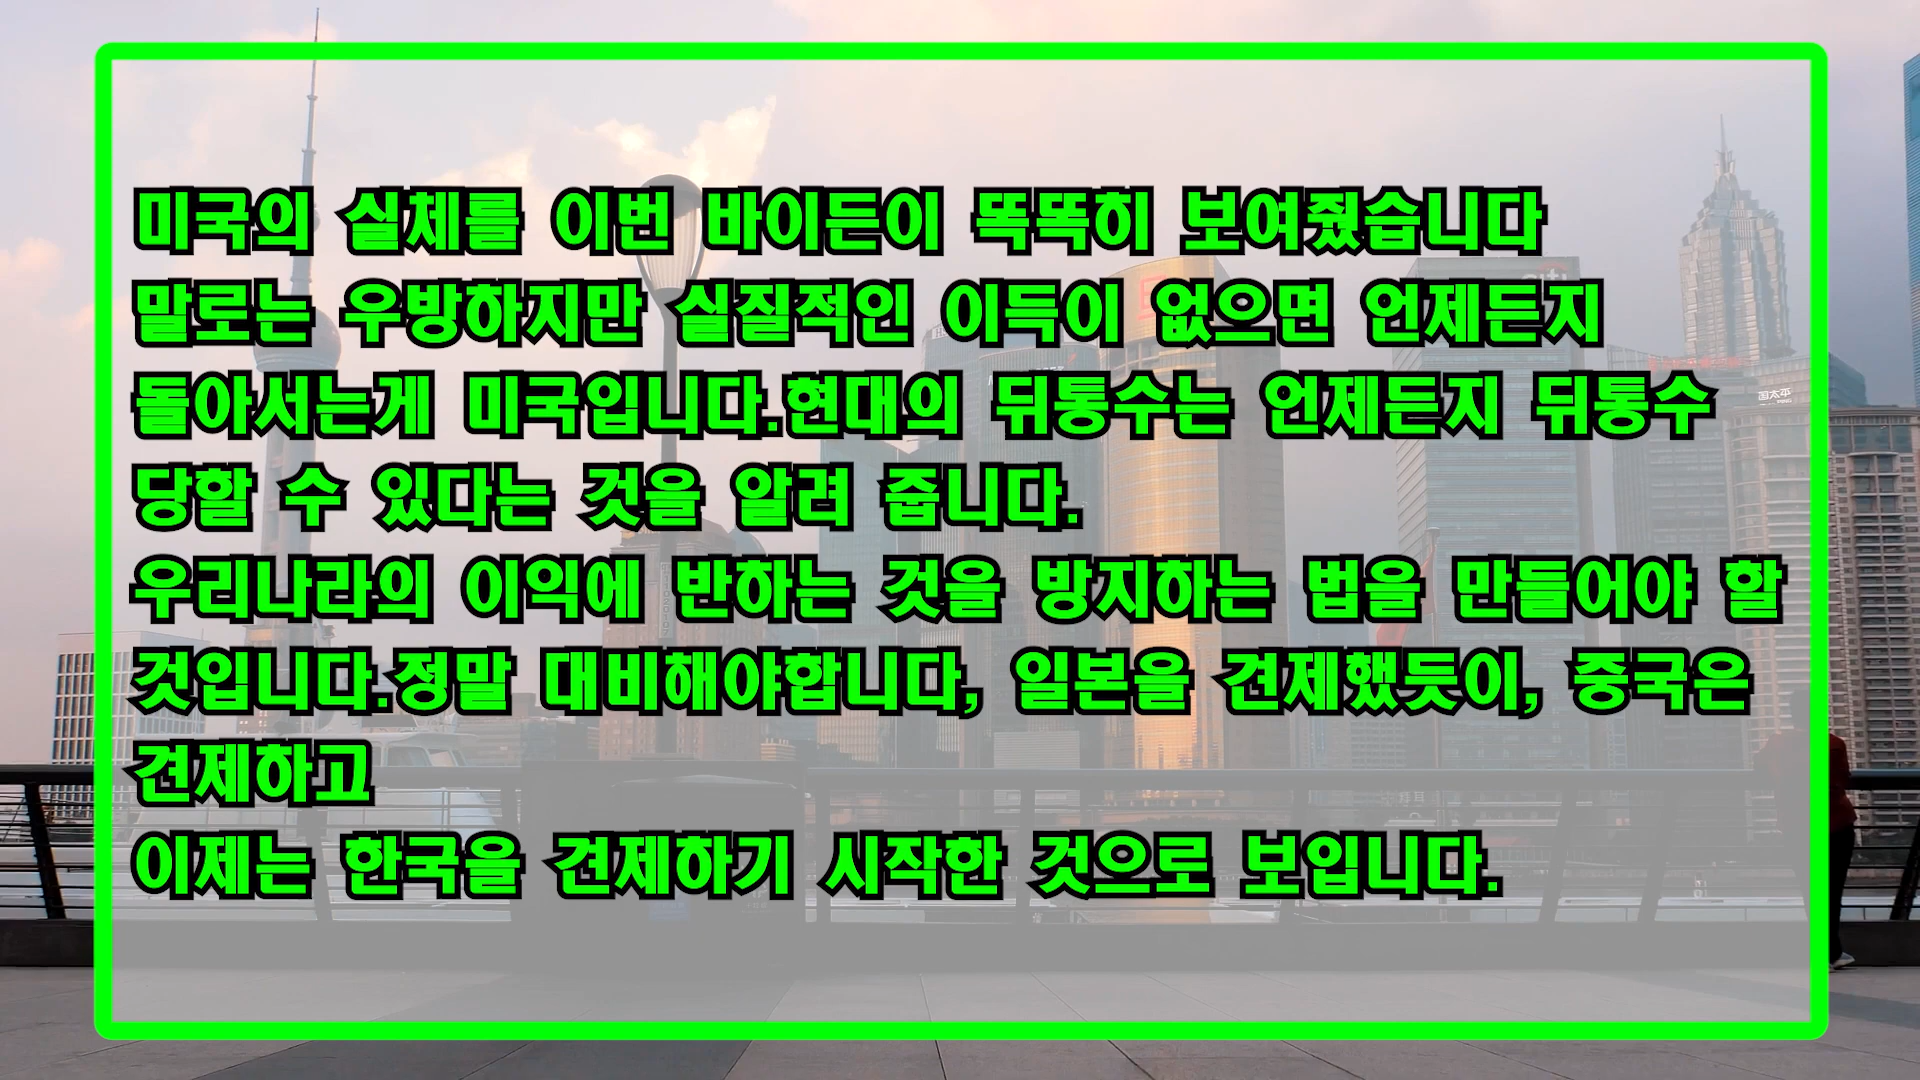 미국의 실체를 이번 바이든이 똑똑히 보여줬습니다
말로는 우방하지만 실질적인 이득이 없으면 언제든지
돌아서는게 미국입니다.현대의 뒤통수는 언제든지 뒤통수
당할 수 있다는 것을 알려 줍니다.
우리나라의 이익에 반하는 것을 방지하는 법을 만들어야 할
것입니다.정말 대비해야합니다, 일본을 견제했듯이, 중국은
견제하고
이제는 한국을 견제하기 시작한 것으로 보입니다.
citi
国太平